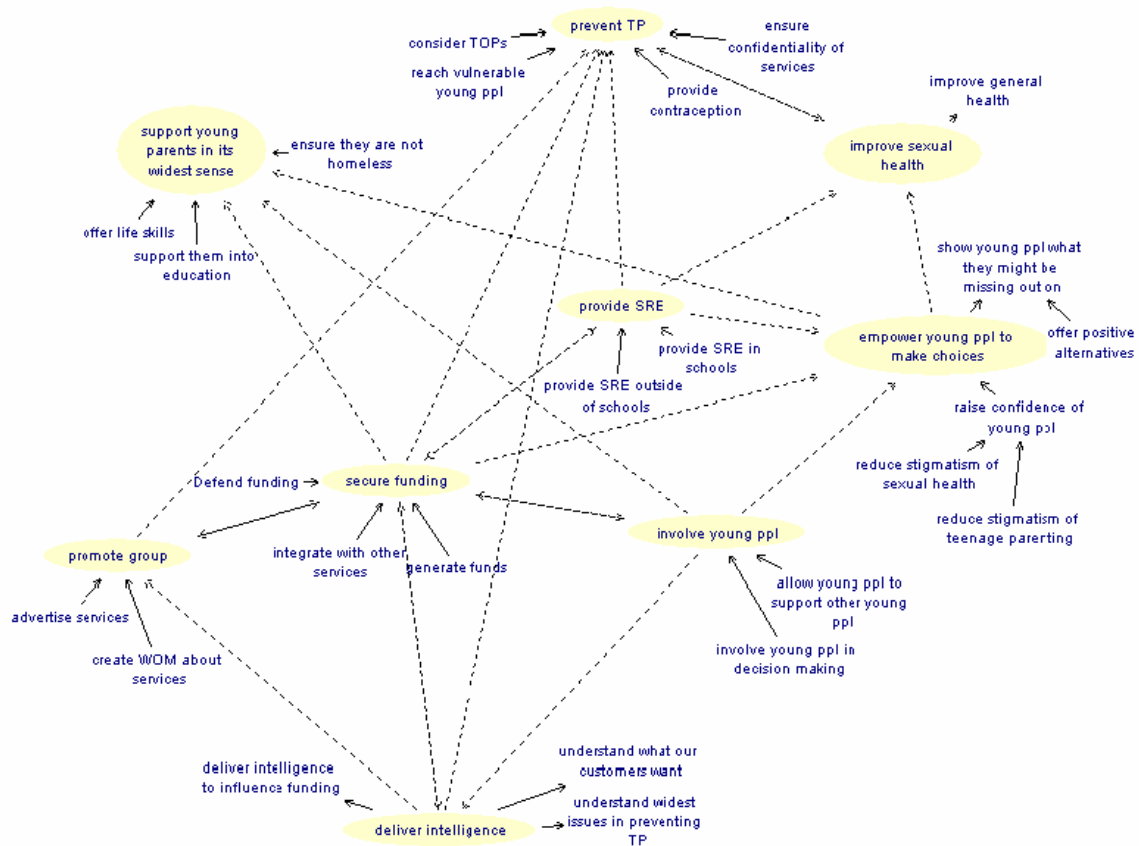 prevent TP
consider TOPs
ensure
confidentiality of
services
reach vulnerable
young ppl
provide
contraception
improve general
health
support young
parents in its
widest sense
ensure they are not
homeless
improve sexual
health
offer life skills
support them into
education
show young ppl what
they might be
missing out on
provide SRE
empower young ppl to
make choices
offer positive
alternatives
provide SRE in
schools
provide SRE outside
of schools
raise confidence of
young ppl
reduce stigmatism of
sexual health
reduce stigmatism of
teenage parenting
Defend funding
secure funding
integrate with other
services
generate funds
involve young ppl
promote group
allow young ppl to
support other young
ppl
involve young ppl in
decision making
advertise services
create WOM about
services
deliver intelligence
to influence funding
understand what our
customers want
deliver intelligence
understand widest
issues in preventing
TP